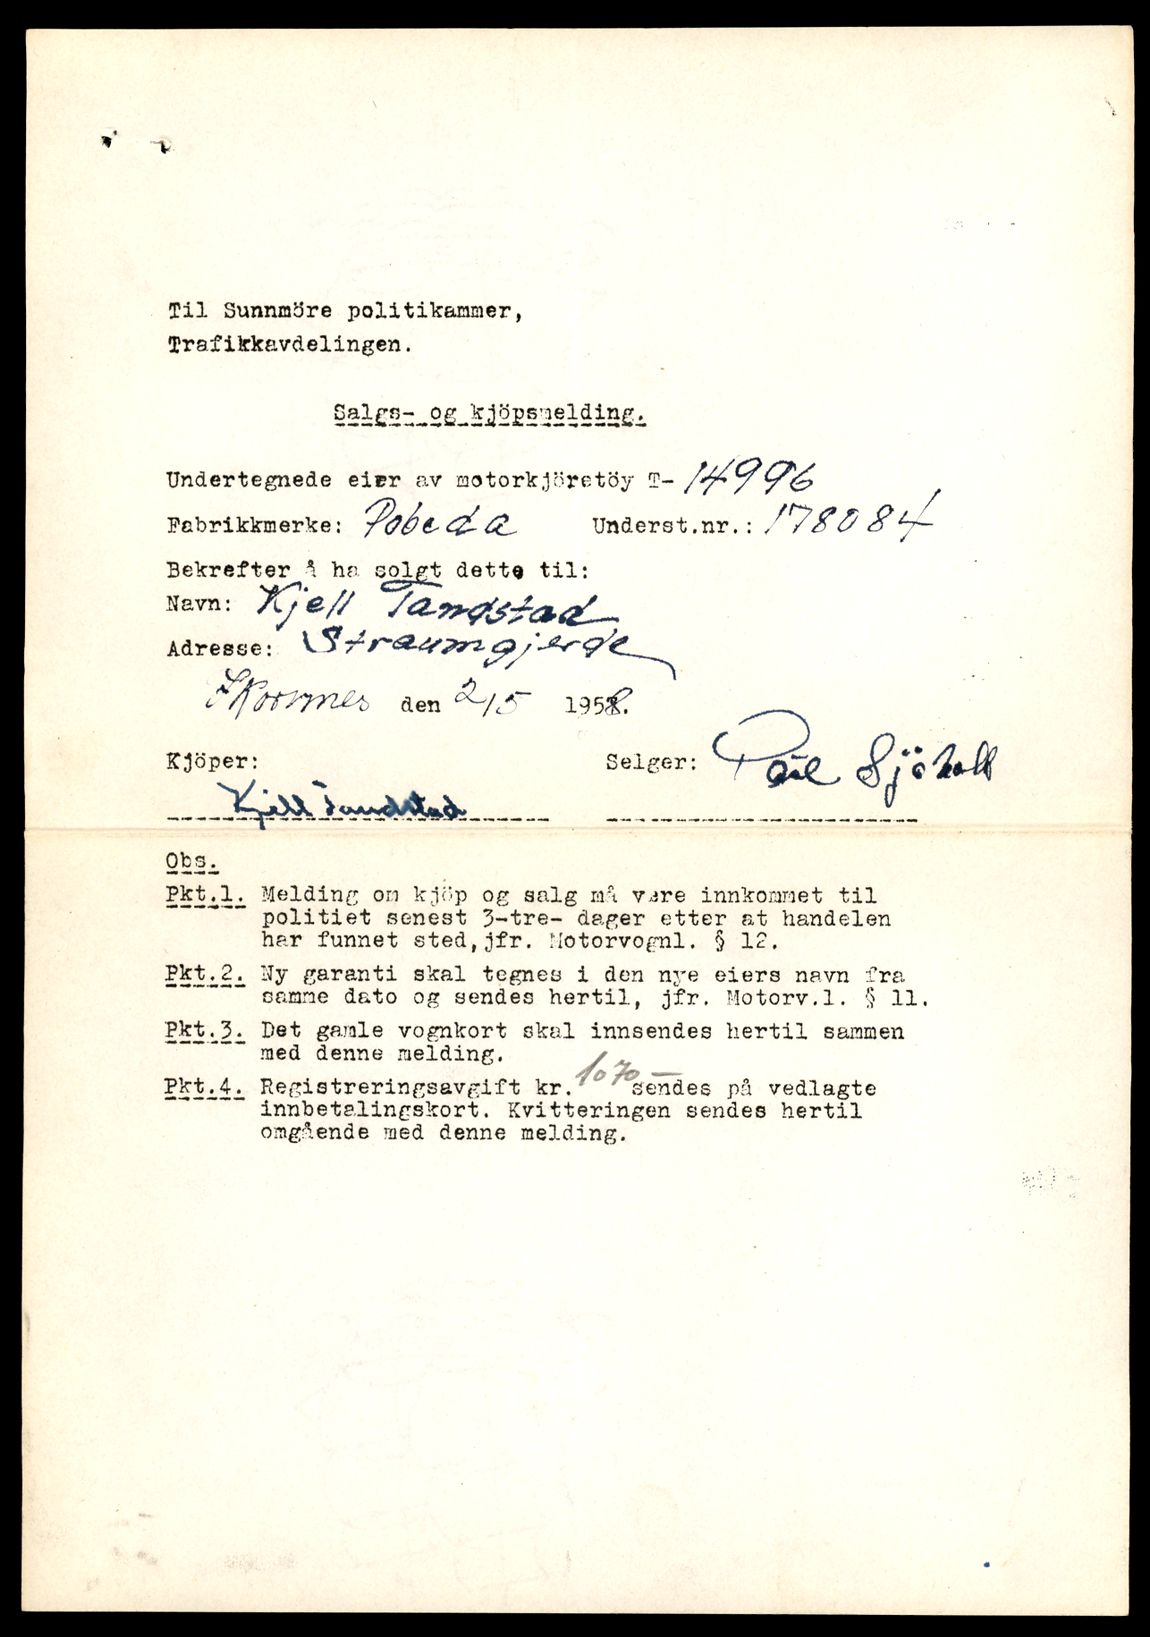 Til Sunnmöre politikammer,
Trafikkavdelingen.
Salgs- og kjöpsmelding.
Undertegnede eier av motorkjöretöy T- 14996
Fabrikkmerke: Pobeda Underst.nr.: 178084
Bekrefter å ha solgt dette til:
Navn: Kjell Tandstad
Adresse: Straumgjerde
den 2/5 1958.
Kjöper: Selger: Pål Sjöholt
Kjell Tandstad
Obs.
Pkt.1. Melding om kjöp og salg må være innkommet til
politiet senest 3-tre- dager etter at handelen
har funnet sted, jfr. Motorvognl. § 12.
Pkt.2. Ny garanti skal tegnes i den nye eiers navn fra
samme dato og sendes hertil, jfr. Motorv.l. § 11.
Pkt.3. Det gamle vognkort skal innsendes hertil sammen
med denne melding.
Pkt.4. Registreringsavgift kr. 1070 — sendes på vedlagte
innbetalingskort. Kvitteringen sendes hertil
omgående med denne melding.